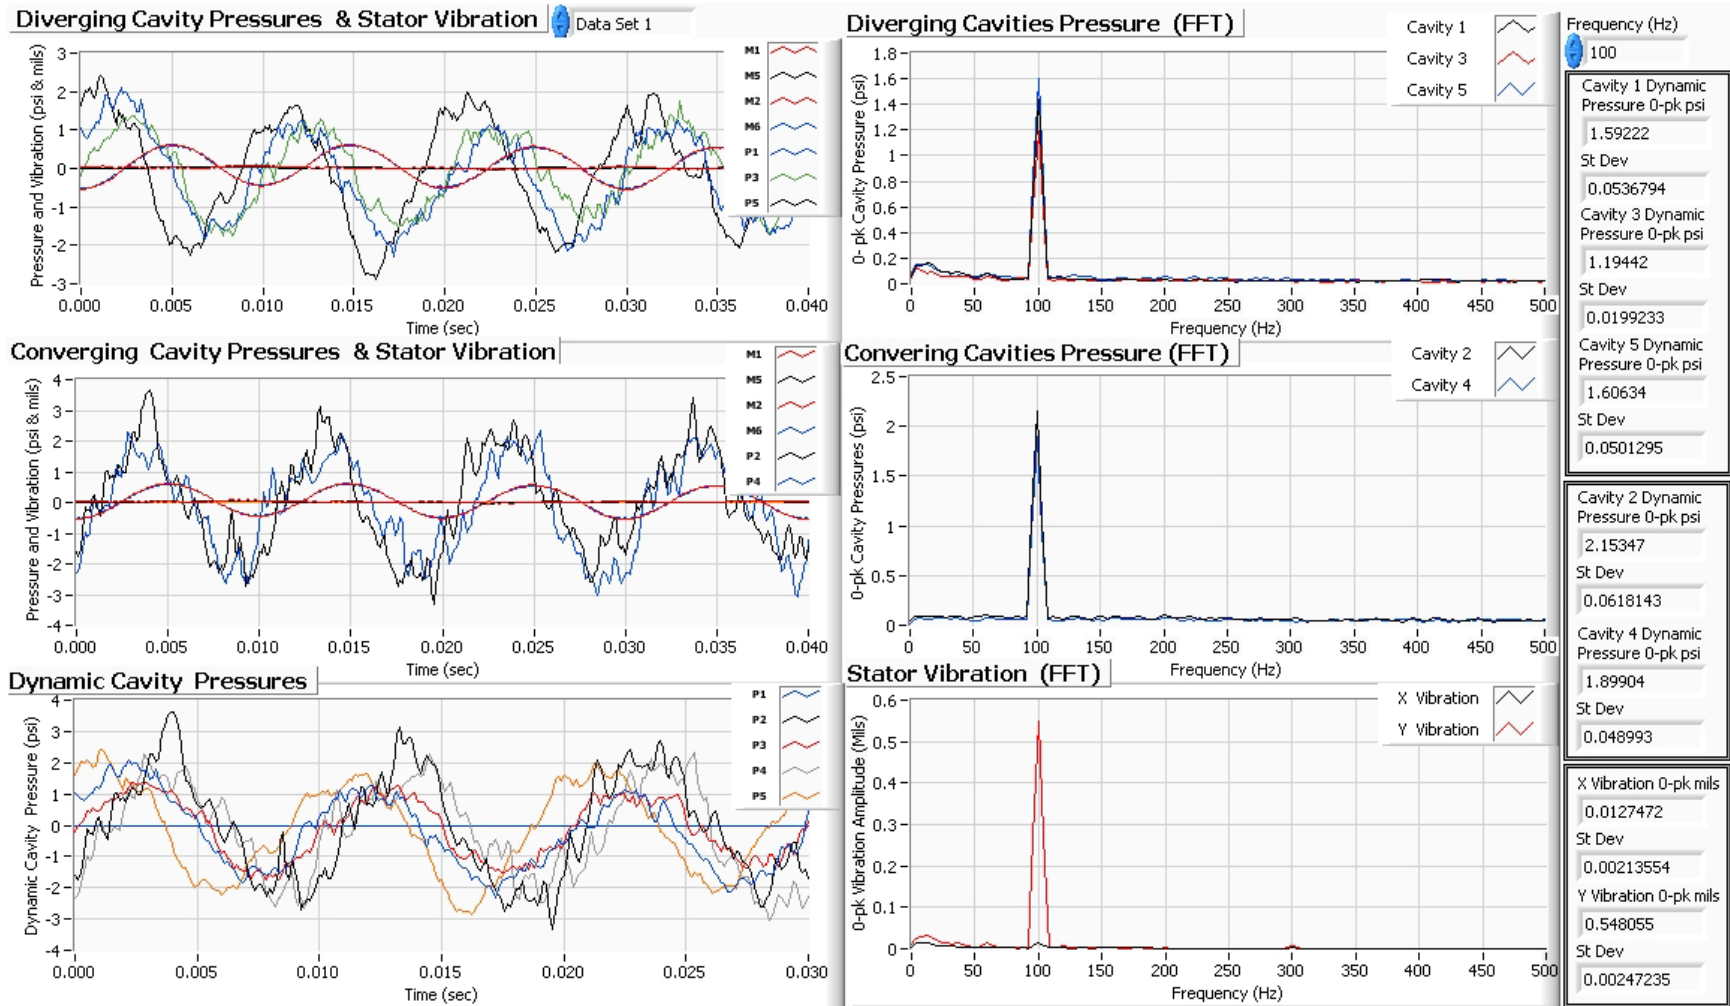 Diverging Cavity Pressures & Stator Vibration
Data Set 1
Pressure and Vibration (psi & mils)
3
2
1
0
-1
-2
-3
0.000 0.005 0.010 0.015 0.020 0.025 0.030 0.035 0.040
Time (sec)
M1
M5
M2
M6
P1
P3
P5
Diverging Cavities Pressure (FFT)
Cavity 1
Cavity 3
Cavity 5
0- pk Cavity Pressure (psi)
1.8
1.6
1.4
1.2
1
0.8
0.6
0.4
0.2
0
0 50 100 150 200 250 300 350 400 450 500
Frequency (Hz)
Frequency (Hz)
100
Cavity 1 Dynamic
Pressure 0-pk psi
1.59222
St Dev
0.0536794
Cavity 3 Dynamic
Pressure 0-pk psi
1.19442
St Dev
0.0199233
Cavity 5 Dynamic
Pressure 0-pk psi
1.60634
St Dev
0.0501295
Converging Cavity Pressures & Stator Vibration
Pressure and Vibration (psi & mils)
4
3
2
1
0
-1
-2
-3
-4
0.000 0.005 0.010 0.015 0.020 0.025 0.030 0.035 0.040
Time (sec)
M1
M5
M2
M6
P2
P4
Convering Cavities Pressure (FFT)
Cavity 2
Cavity 4
0-pk Cavity Pressures (psi)
2.5
2
1.5
1
0.5
0
0 50 100 150 200 250 300 350 400 450 500
Frequency (Hz)
Cavity 2 Dynamic
Pressure 0-pk psi
2.15347
St Dev
0.0618143
Cavity 4 Dynamic
Pressure 0-pk psi
1.89904
St Dev
0.048993
Dynamic Cavity Pressures
Dynamic Cavity Pressure (psi)
4
3
2
1
0
-1
-2
-3
-4
0.000 0.005 0.010 0.015 0.020 0.025 0.030
Time (sec)
P1
P2
P3
P4
P5
Stator Vibration (FFT)
X Vibration
Y Vibration
0-pk Vibration Amplitude (Mils)
0.6
0.5
0.4
0.3
0.2
0.1
0
0 50 100 150 200 250 300 350 400 450 500
Frequency (Hz)
X Vibration 0-pk mils
0.0127472
St Dev
0.00213554
Y Vibration 0-pk mils
0.548055
St Dev
0.00247235